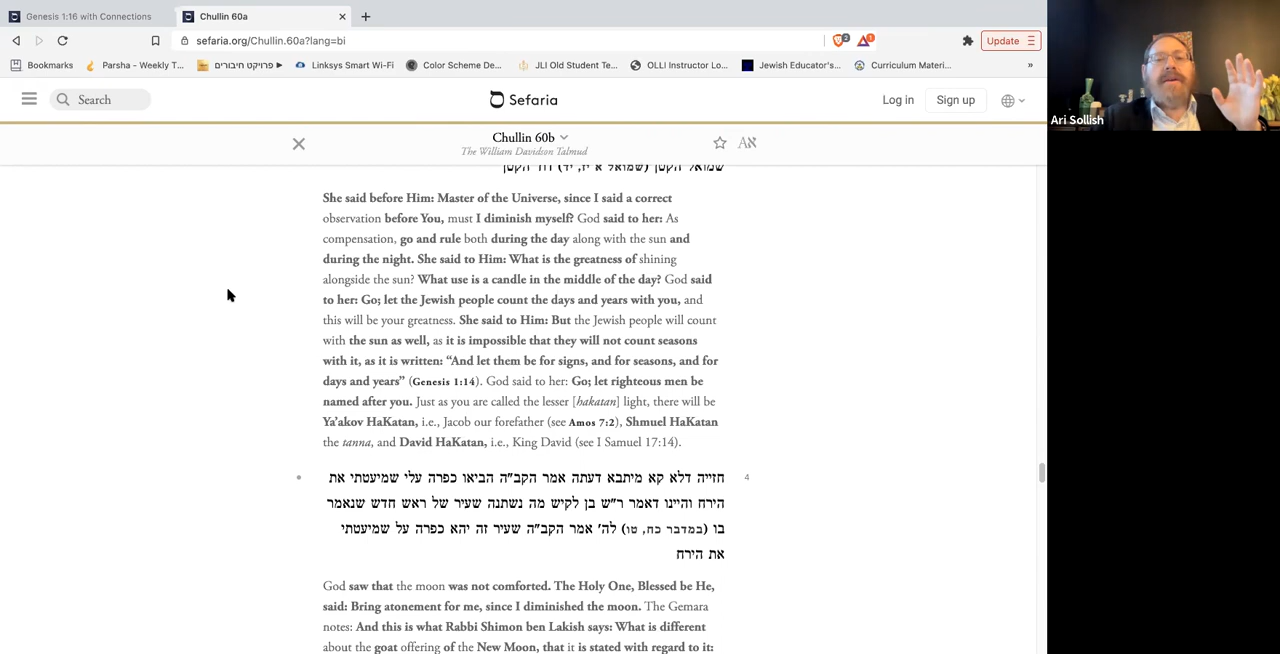 Genesis 1:16 with Connections
Chullin 60a
sefaria.org/Chullin.60a?lang=bi
2
1
Update
Bookmarks
Parsha - Weekly T...
פרויקט חיבורים
Linksys Smart Wi-Fi
Color Scheme De...
JLI Old Student Te...
OLLI Instructor Lo...
Jewish Educator's...
Curriculum Materi...
»
Search
Sefaria
Log in
Sign up
Chullin 60b
The William Davidson Talmud
אA
Ari Sollish
שמואל הקטן (שמואל א יז, יד) דוד הקטן
She said before Him: Master of the Universe, since I said a correct
observation before You, must I diminish myself? God said to her: As
compensation, go and rule both during the day along with the sun and
during the night. She said to Him: What is the greatness of shining
alongside the sun? What use is a candle in the middle of the day? God said
to her: Go; let the Jewish people count the days and years with you, and
this will be your greatness. She said to Him: But the Jewish people will count
with the sun as well, as it is impossible that they will not count seasons
with it, as it is written: “And let them be for signs, and for seasons, and for
days and years” (Genesis 1:14). God said to her: Go; let righteous men be
named after you. Just as you are called the lesser [hakatan] light, there will be
Ya’akov HaKatan, i.e., Jacob our forefather (see Amos 7:2), Shmuel HaKatan
the tanna, and David HaKatan, i.e., King David (see I Samuel 17:14).
4
חזייה דלא קא מיתבא דעתה אמר הקב"ה הביאו כפרה עלי שמיעטתי את
הירח והיינו דאמר ר"ש בן לקיש מה נשתנה שעיר של ראש חדש שנאמר
בו (במדבר כח, טו) לה' אמר הקב"ה שעיר זה יהא כפרה על שמיעטתי
את הירח
God saw that the moon was not comforted. The Holy One, Blessed be He,
said: Bring atonement for me, since I diminished the moon. The Gemara
notes: And this is what Rabbi Shimon ben Lakish says: What is different
about the goat offering of the New Moon, that it is stated with regard to it: